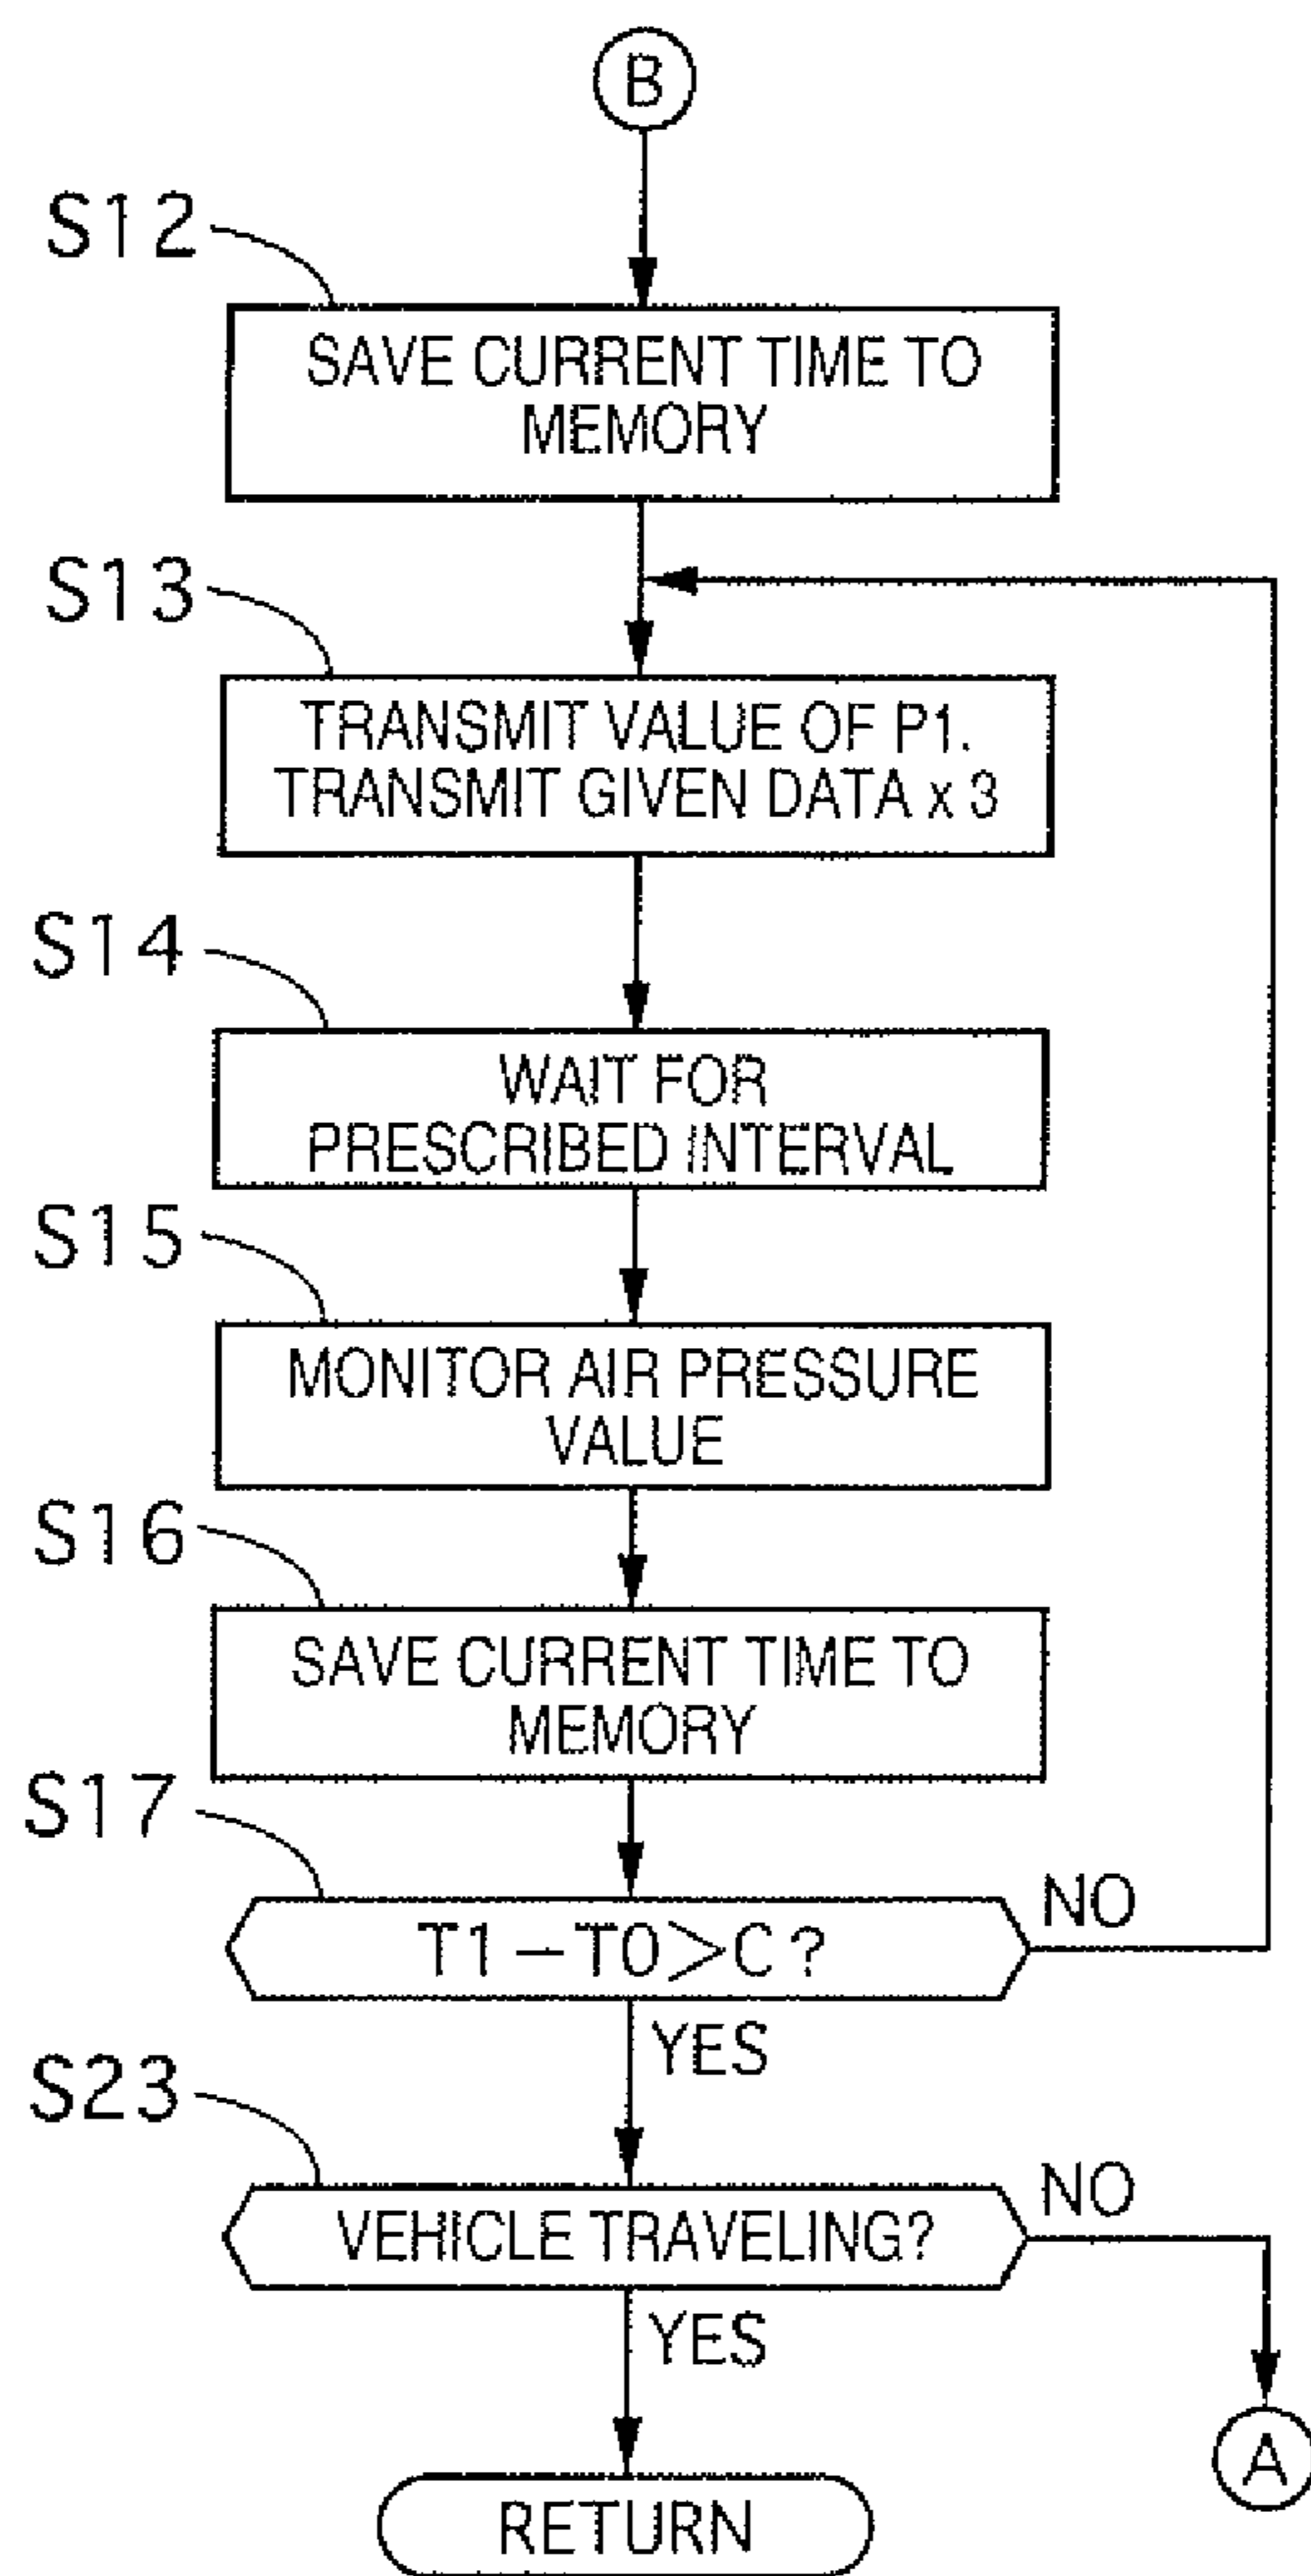 B
S12
SAVE CURRENT TIME TO
MEMORY
S13
TRANSMIT VALUE OF P1.
TRANSMIT GIVEN DATA x 3
S14
WAIT FOR
PRESCRIBED INTERVAL
S15
MONITOR AIR PRESSURE
VALUE
S16
SAVE CURRENT TIME TO
MEMORY
S17
T1－T0＞C？
NO
YES
S23
VEHICLE TRAVELING?
NO
YES
A
RETURN